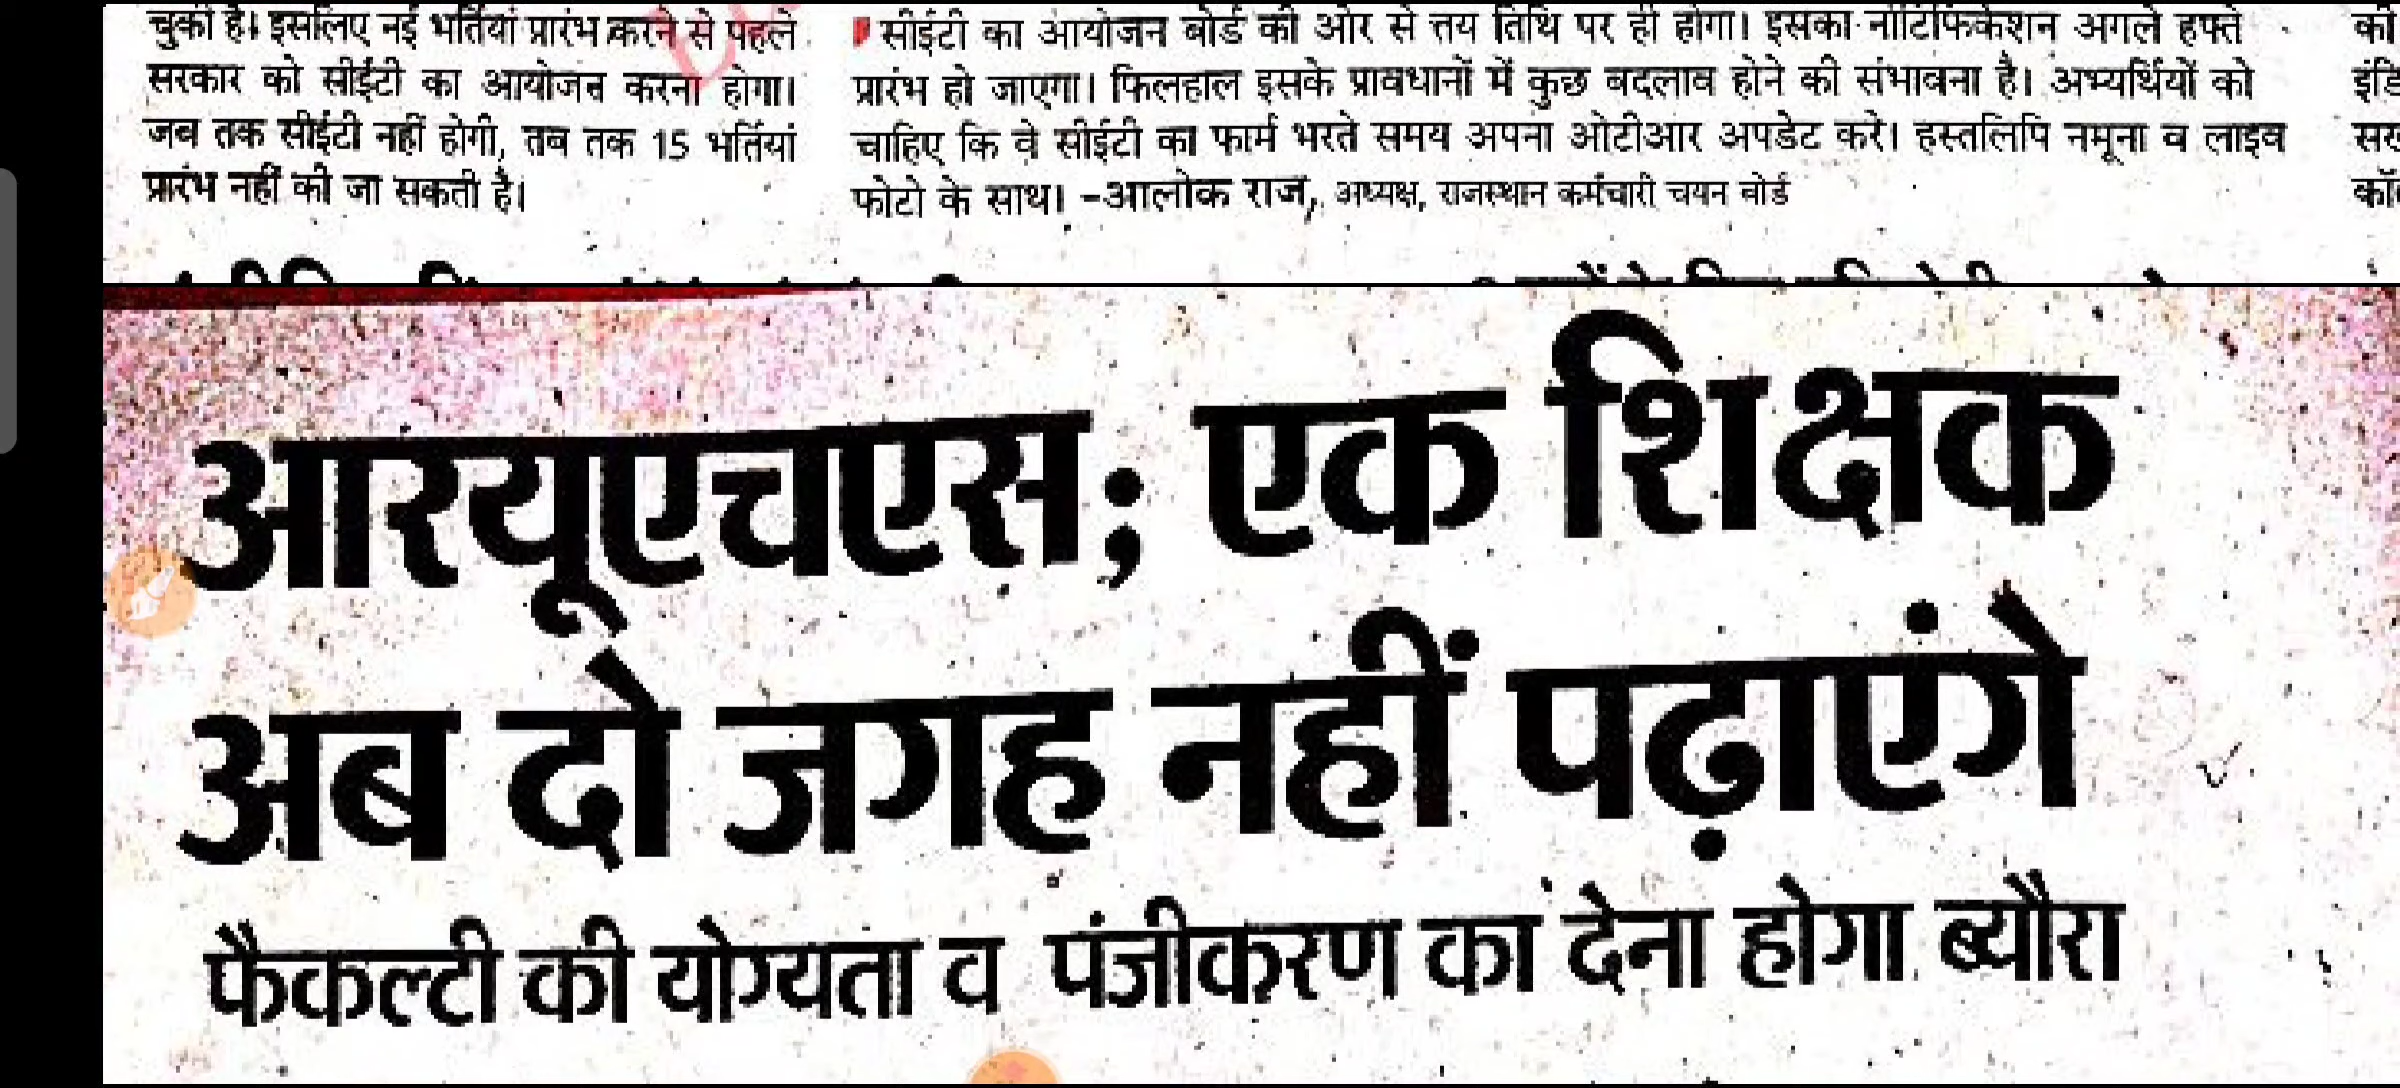 चुकी है। इसलिए नई भर्तियां प्रारंभ करने से पहले
सरकार को सीईटी का आयोजन करना होगा।
जब तक सीईटी नहीं होगी, तब तक 15 भर्तियां
प्रारंभ नहीं की जा सकती है।
सीईटी का आयोजन बोर्ड की ओर से तय तिथि पर ही होगा। इसका नोटिफिकेशन अगले हफ्ते
प्रारंभ हो जाएगा। फिलहाल इसके प्रावधानों में कुछ बदलाव होने की संभावना है। अभ्यर्थियों को
चाहिए कि वे सीईटी का फार्म भरते समय अपना ओटीआर अपडेट करे। हस्तलिपि नमूना व लाइव
फोटो के साथ। -आलोक राज, अध्यक्ष, राजस्थान कर्मचारी चयन बोर्ड
की
आरयूएचएस; एक शिक्षक
अब दो जगह नहीं पढ़ाएंगे
फैकल्टी की योग्यता व पंजीकरण का देना होगा ब्यौरा